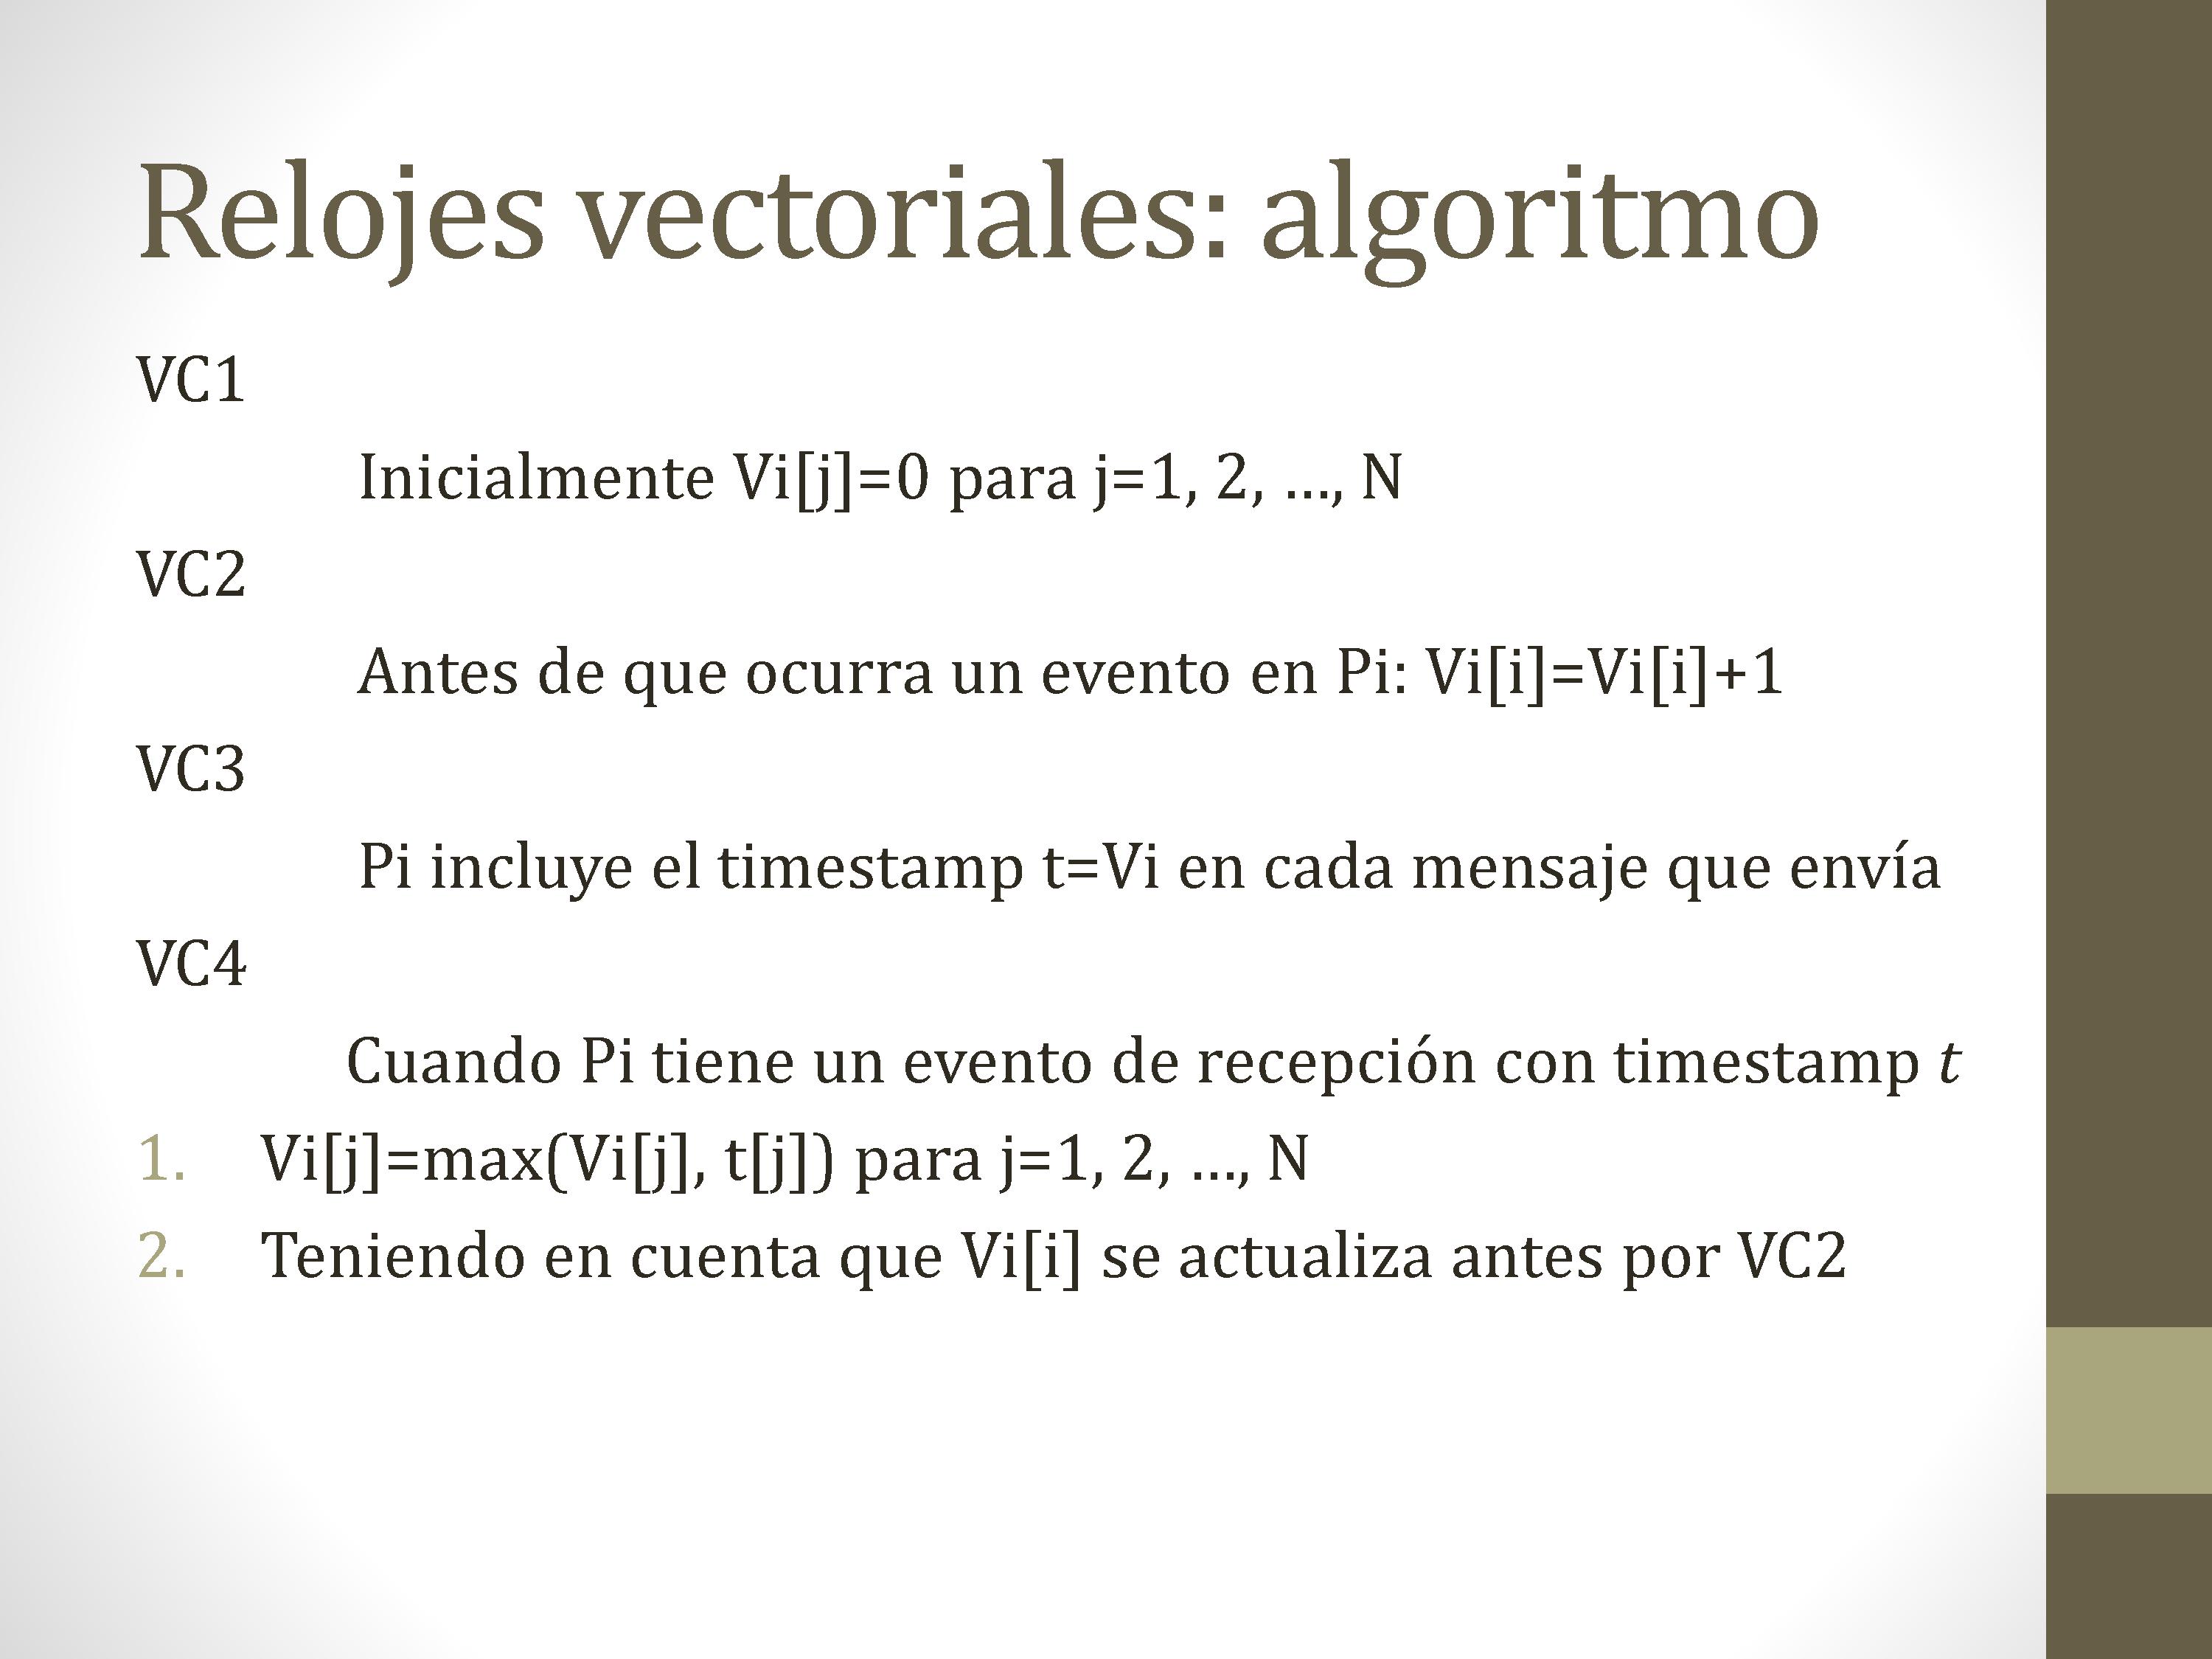 Relojes vectoriales: algoritmo
VC1
Inicialmente Vi[j]=0 para j=1, 2, …, N
VC2
Antes de que ocurra un evento en Pi: Vi[i]=Vi[i]+1
VC3
Pi incluye el timestamp t=Vi en cada mensaje que envía
VC4
Cuando Pi tiene un evento de recepción con timestamp t
1. Vi[j]=max(Vi[j], t[j]) para j=1, 2, …, N
2. Teniendo en cuenta que Vi[i] se actualiza antes por VC2